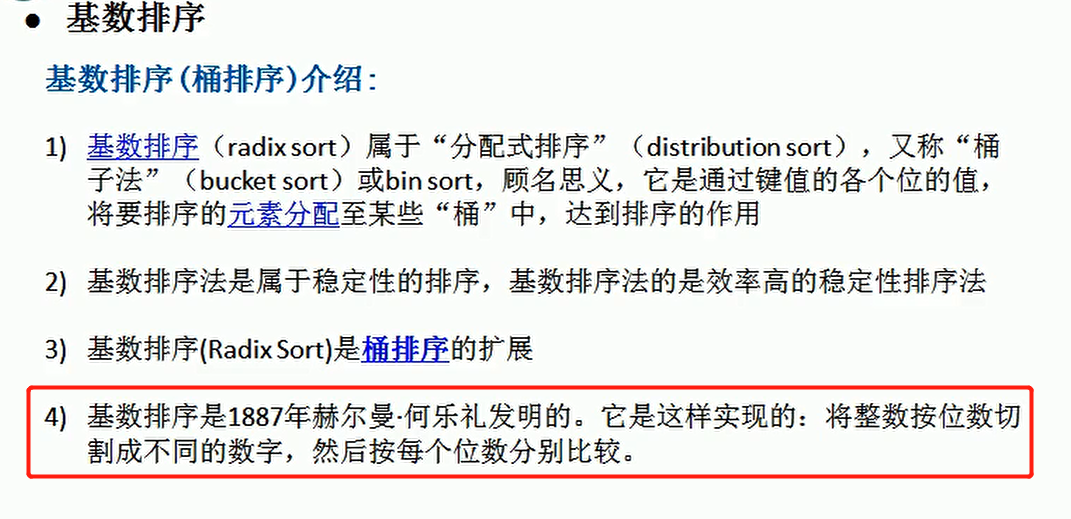 ● 基数排序
基数排序(桶排序)介绍:
1) 基数排序（radix sort）属于“分配式排序”（distribution sort），又称“桶
子法”（bucket sort）或bin sort，顾名思义，它是通过键值的各个位的值，
将要排序的元素分配至某些“桶”中，达到排序的作用
2) 基数排序法是属于稳定性的排序，基数排序法的是效率高的稳定性排序法
3) 基数排序(Radix Sort)是桶排序的扩展
4) 基数排序是1887年赫尔曼·何乐礼发明的。它是这样实现的：将整数按位数切
割成不同的数字，然后按每个位数分别比较。